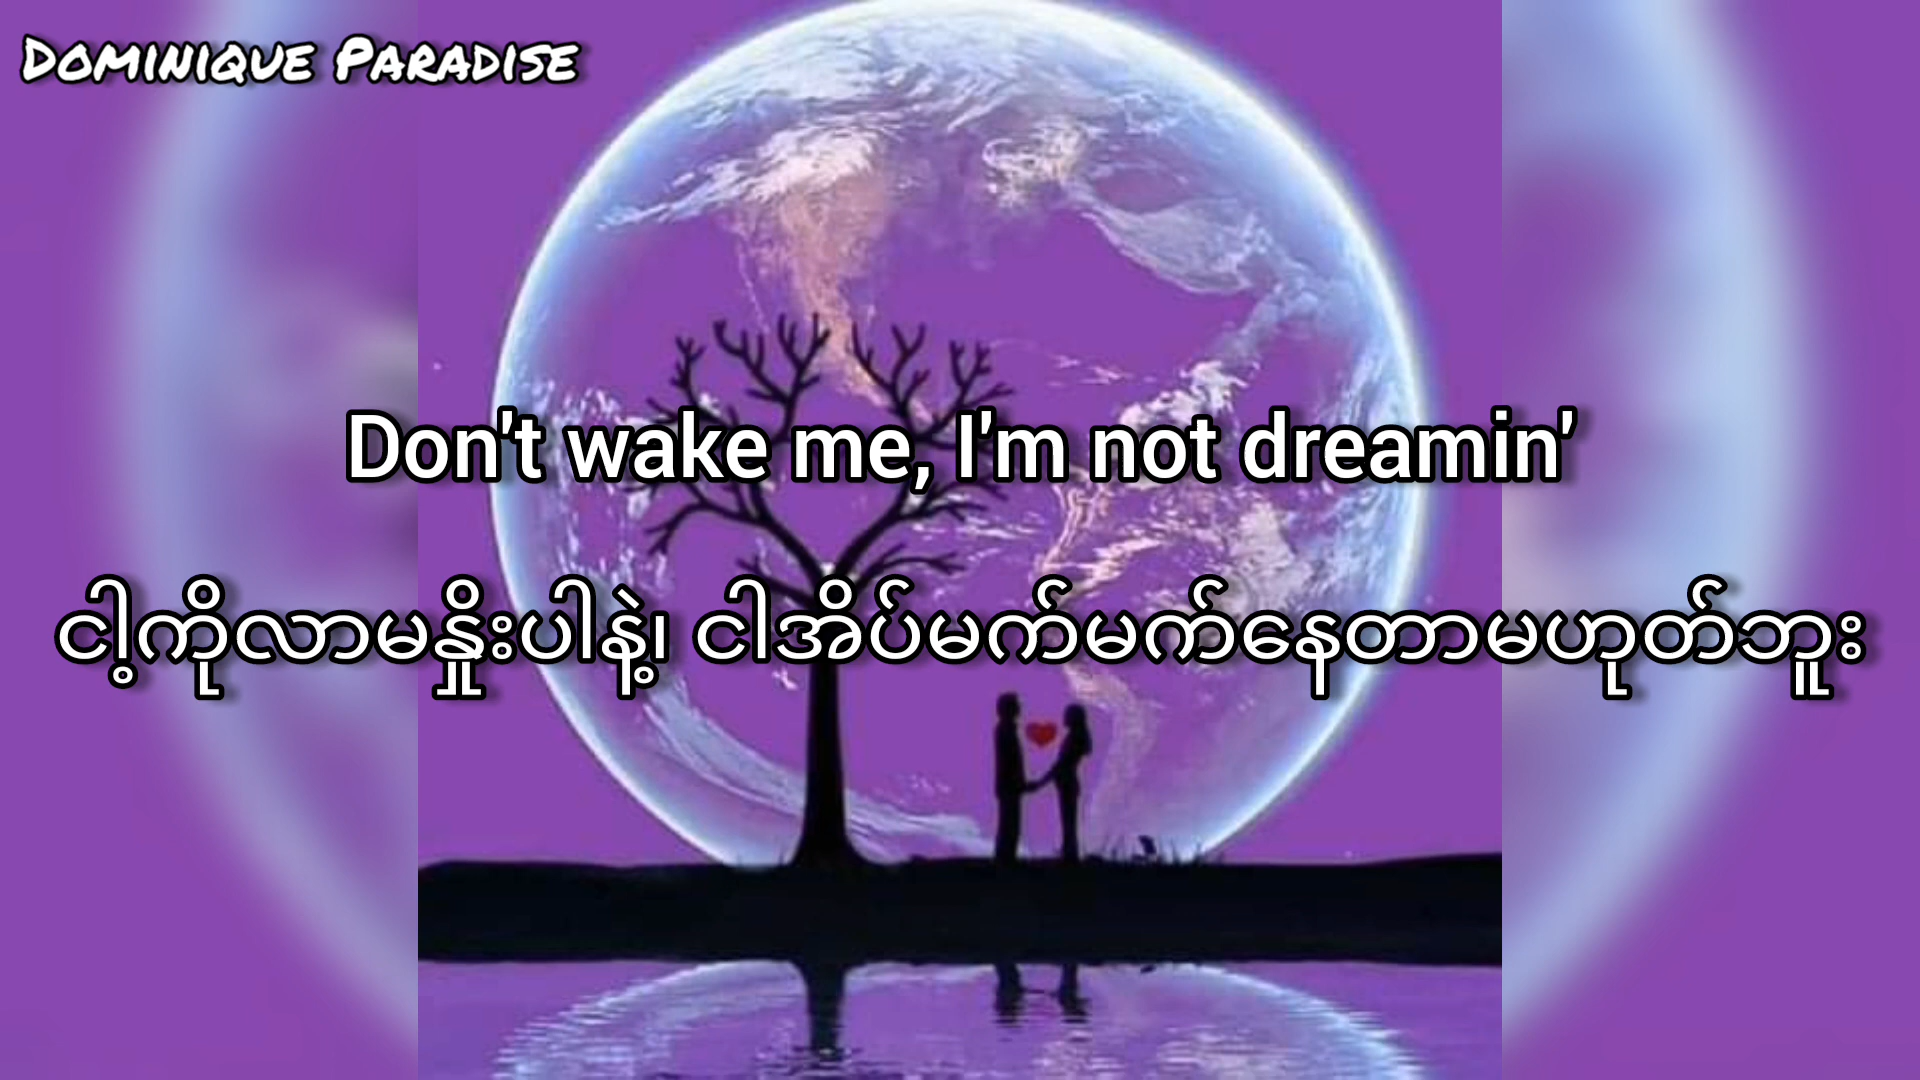 Dominique Paradise
Don't wake me, I'm not dreamin'
ငါ့ကိုလာမနှိုးပါနဲ့၊ ငါအိပ်မက်မက်နေတာမဟုတ်ဘူး